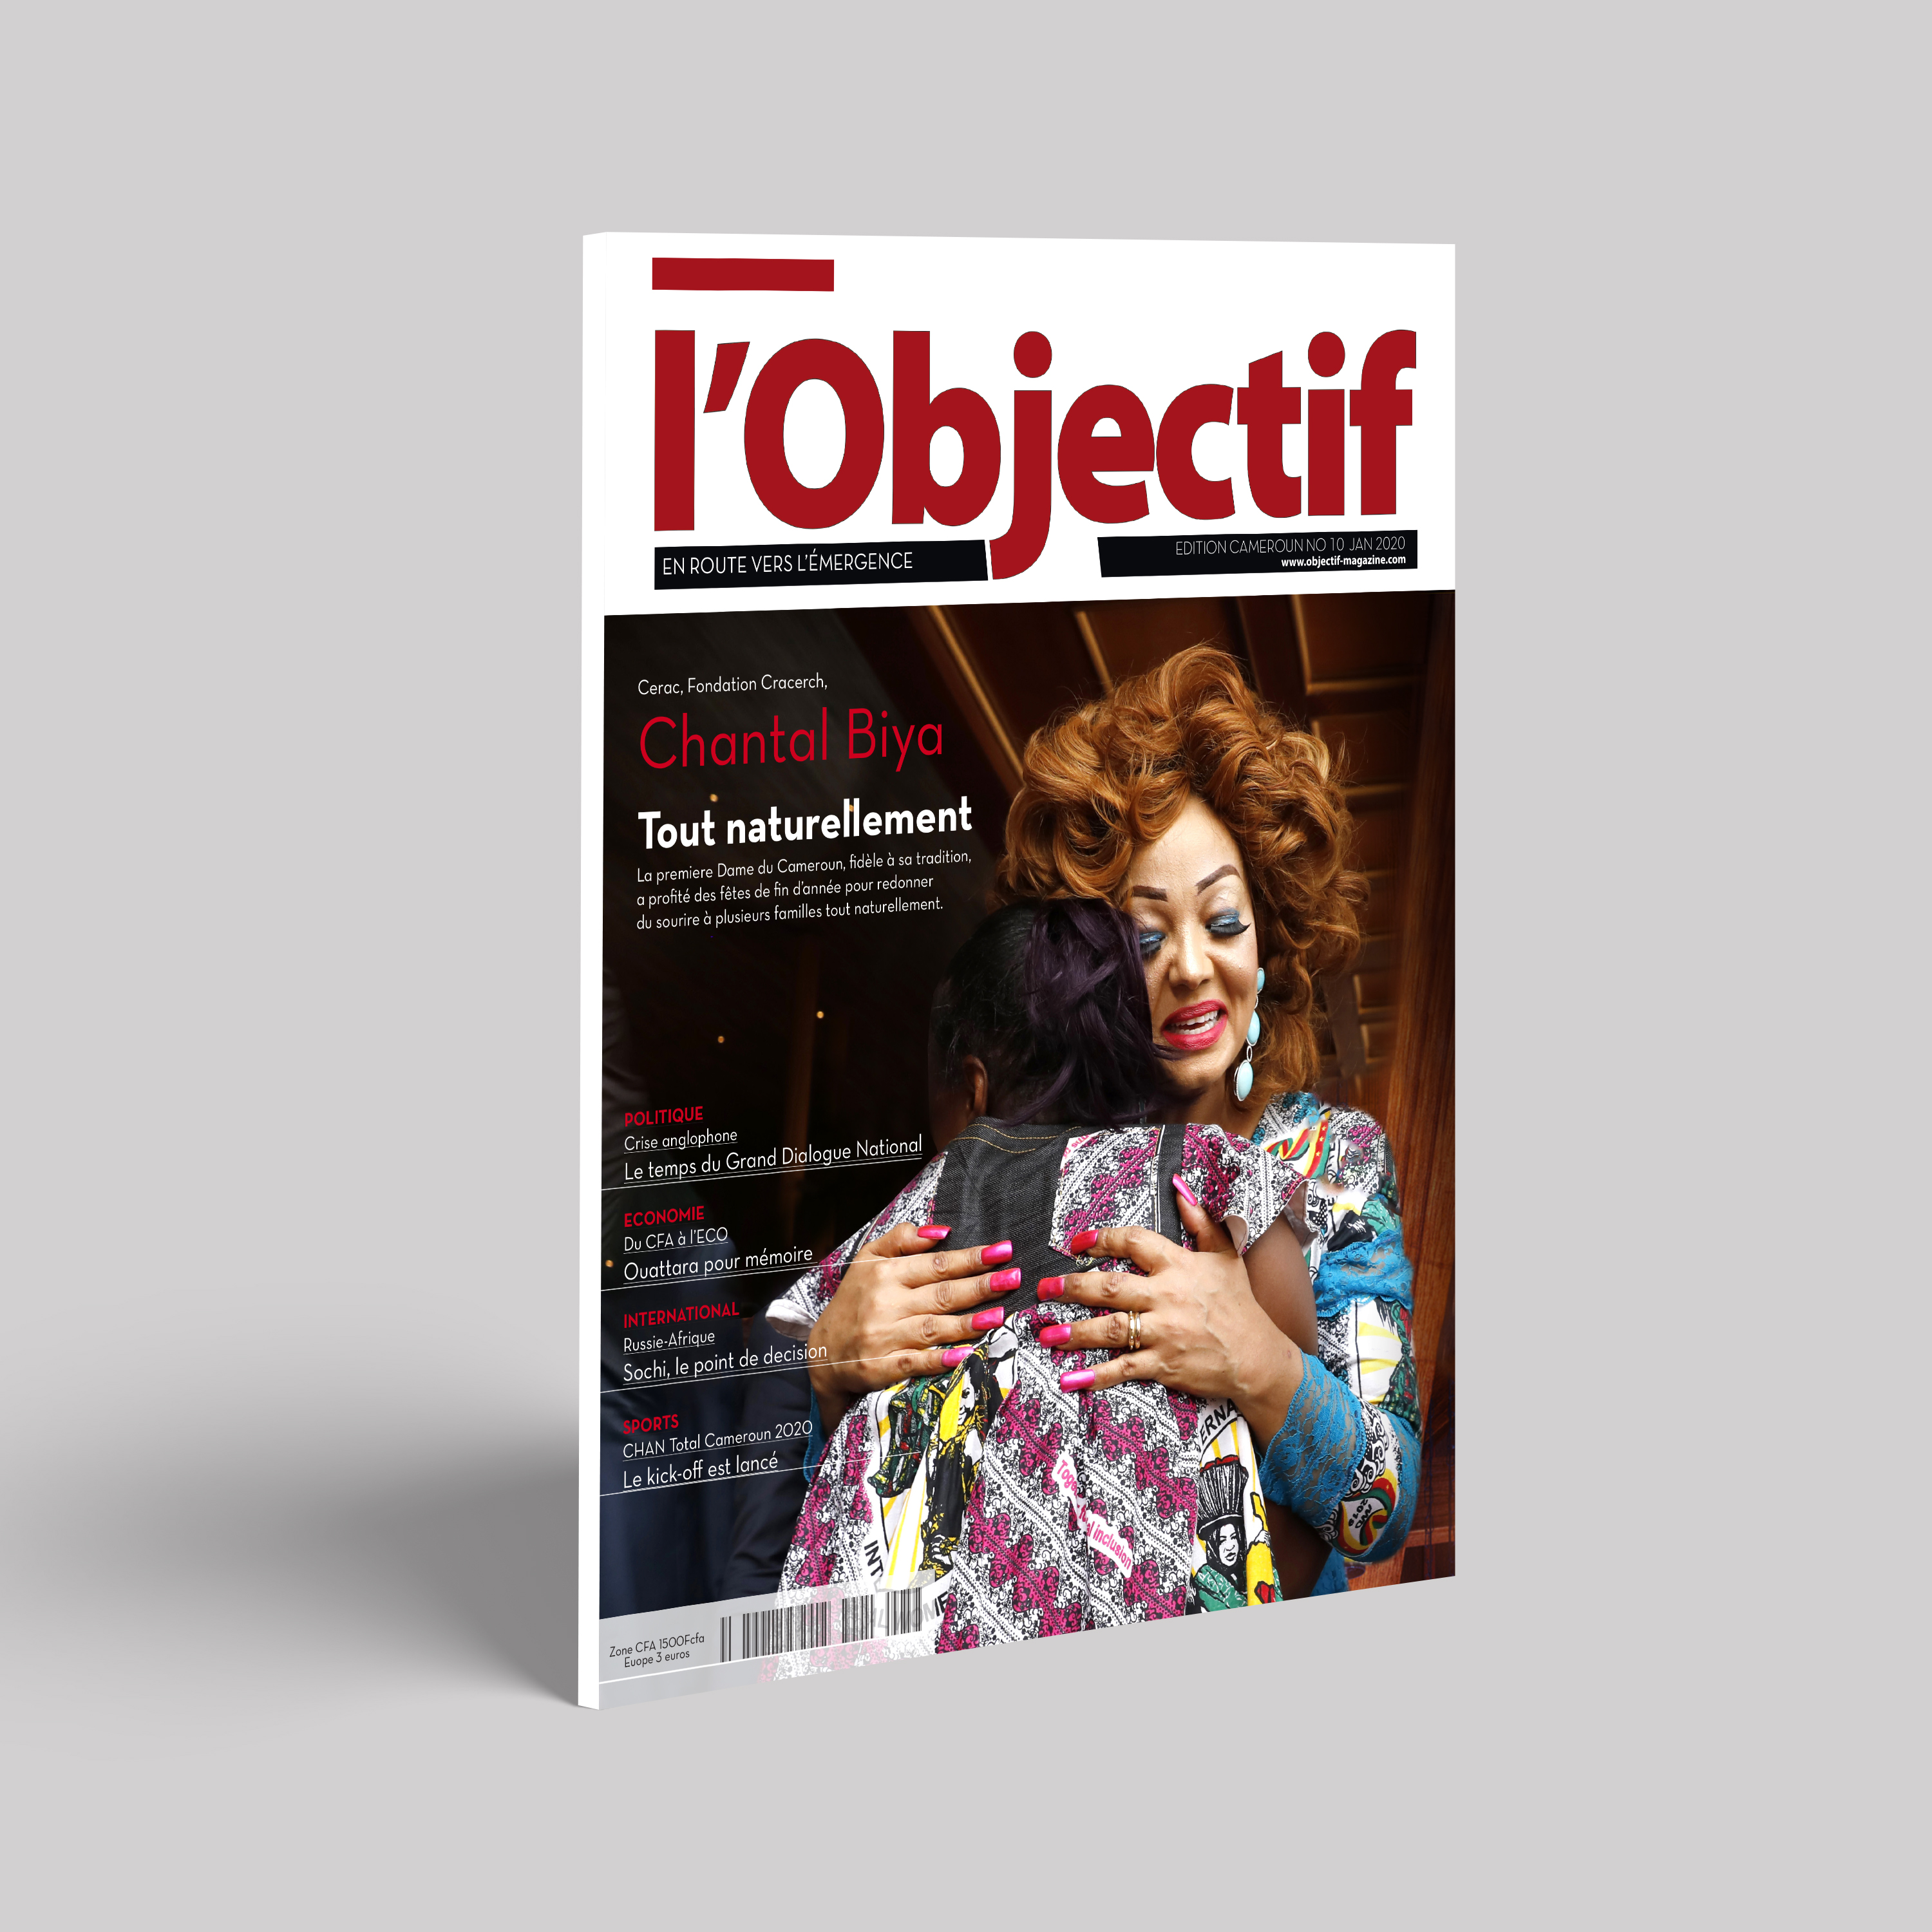 l'Objectif
EN ROUTE VERS L'ÉMERGENCE
EDITION CAMEROUN NO 10 JAN 2020
www.objectif-magazine.com
Cerac, Fondation Cracerch,
Chantal Biya
Tout naturellement
La premiere Dame du Cameroun, fidèle à sa tradition,
a profité des fêtes de fin d'année pour redonner
du sourire à plusieurs familles tout naturellement.
POLITIQUE
Crise anglophone
Le temps du Grand Dialogue National
ECONOMIE
Du CFA à l'ECO
Ouattara pour mémoire
INTERNATIONAL
Russie-Afrique
Sochi, le point de decision
SPORTS
CHAN Total Cameroun 2020
Le kick-off est lancé
Zone CFA 1500Fcfa
Euope 3 euros
inclusion